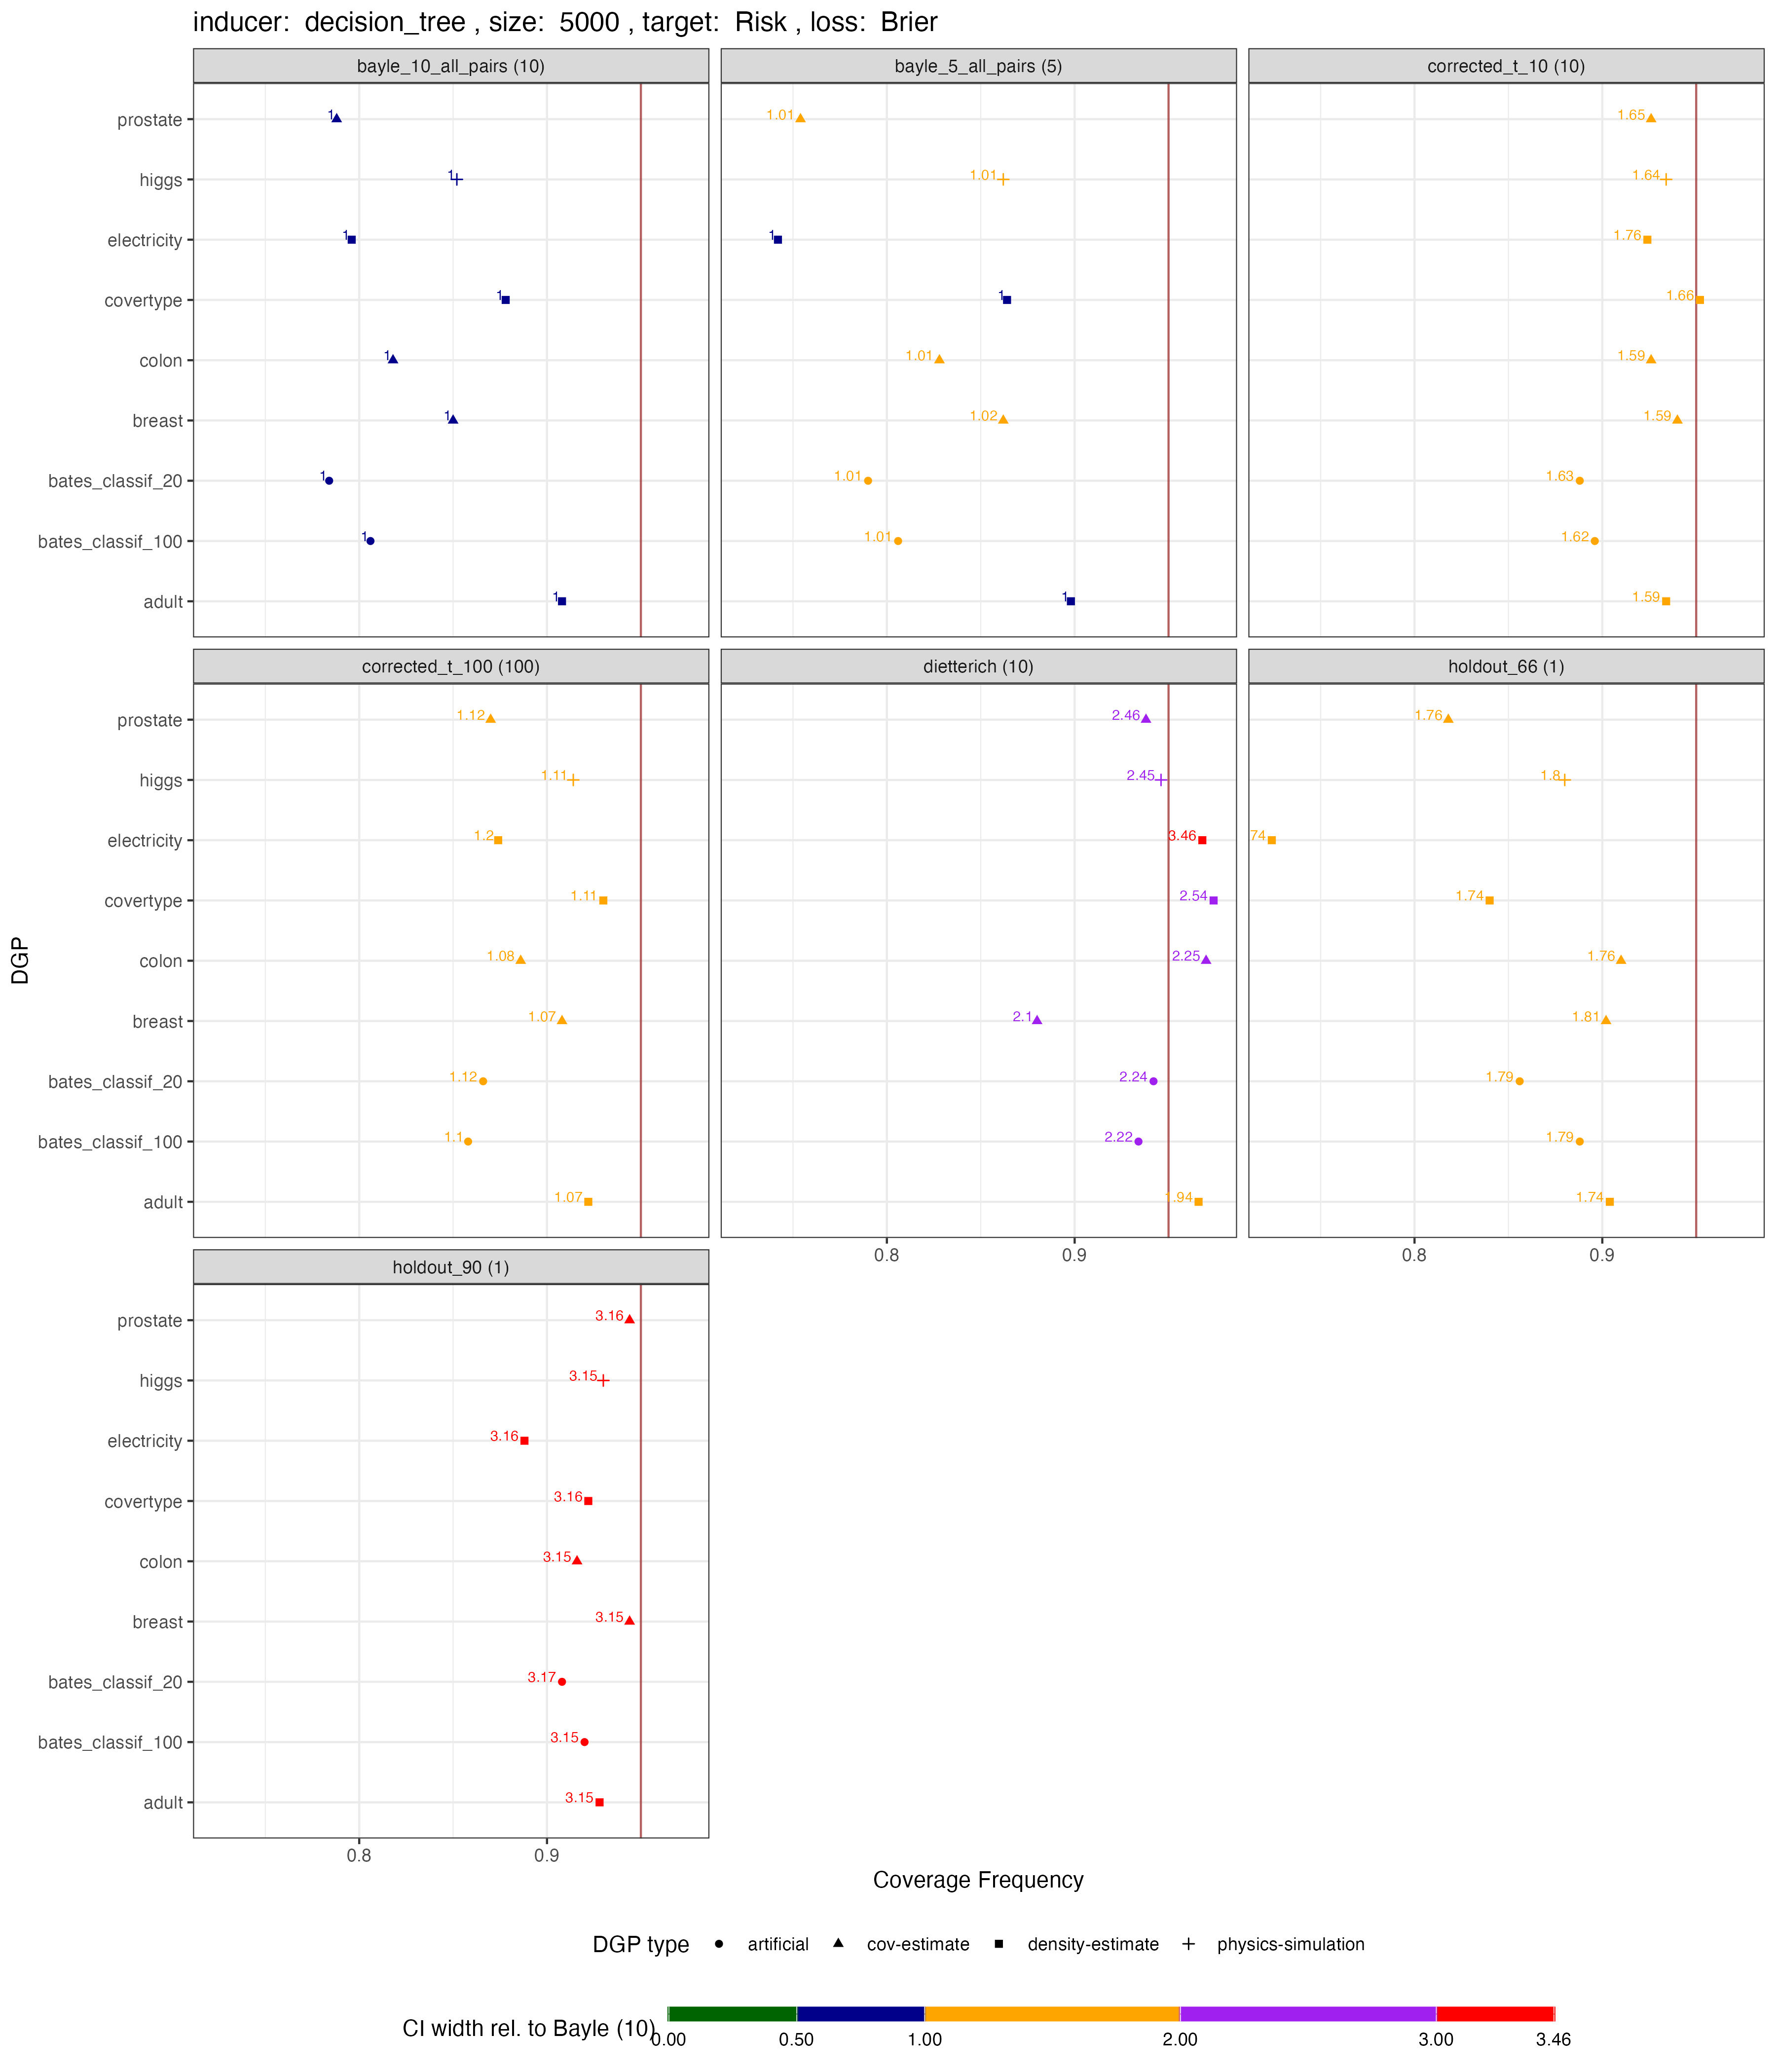 inducer: decision_tree , size: 5000 , target: Risk , loss: Brier
bayle_10_all_pairs (10)
bayle_5_all_pairs (5)
corrected_t_10 (10)
prostate 1 1.01 1.65
higgs 1 1.01 1.64
electricity 1 1 1.76
covertype 1 1 1.66
colon 1 1.01 1.59
breast 1 1.02 1.59
bates_classif_20 1 1.01 1.63
bates_classif_100 1 1.01 1.62
adult 1 1 1.59
corrected_t_100 (100)
dietterich (10)
holdout_66 (1)
prostate 1.12 2.46 1.76
higgs 1.11 2.45 1.8
electricity 1.2 3.46 74
covertype 1.11 2.54 1.74
colon 1.08 2.25 1.76
breast 1.07 2.1 1.81
bates_classif_20 1.12 2.24 1.79
bates_classif_100 1.1 2.22 1.79
adult 1.07 1.94 1.74
0.8 0.9 0.8 0.9
holdout_90 (1)
prostate 3.16
higgs 3.15
electricity 3.16
covertype 3.16
colon 3.15
breast 3.15
bates_classif_20 3.17
bates_classif_100 3.15
adult 3.15
0.8 0.9
DGP
Coverage Frequency
DGP type artificial cov-estimate density-estimate physics-simulation
CI width rel. to Bayle (10)
0.00 0.50 1.00 2.00 3.00 3.46